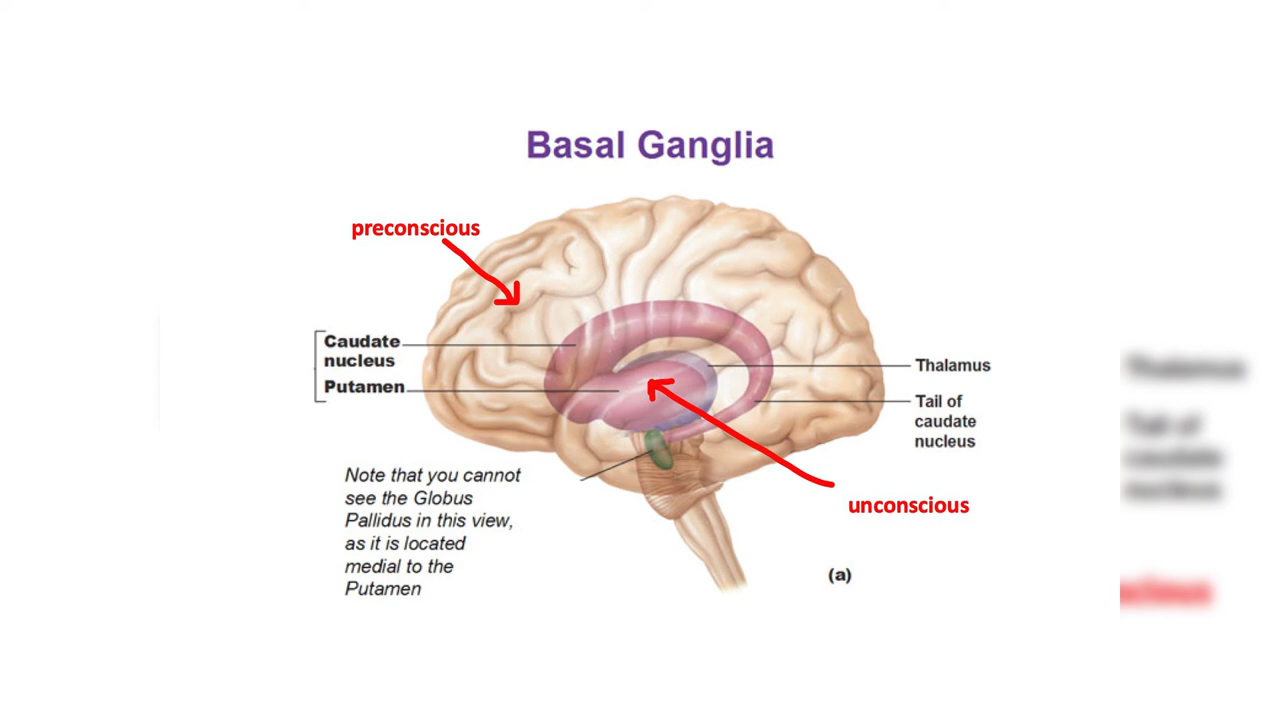 Basal Ganglia
preconscious
Caudate
nucleus
Putamen
Thalamus
Tail of
caudate
nucleus
Note that you cannot
see the Globus
Pallidus in this view,
as it is located
medial to the
Putamen
unconscious
(a)